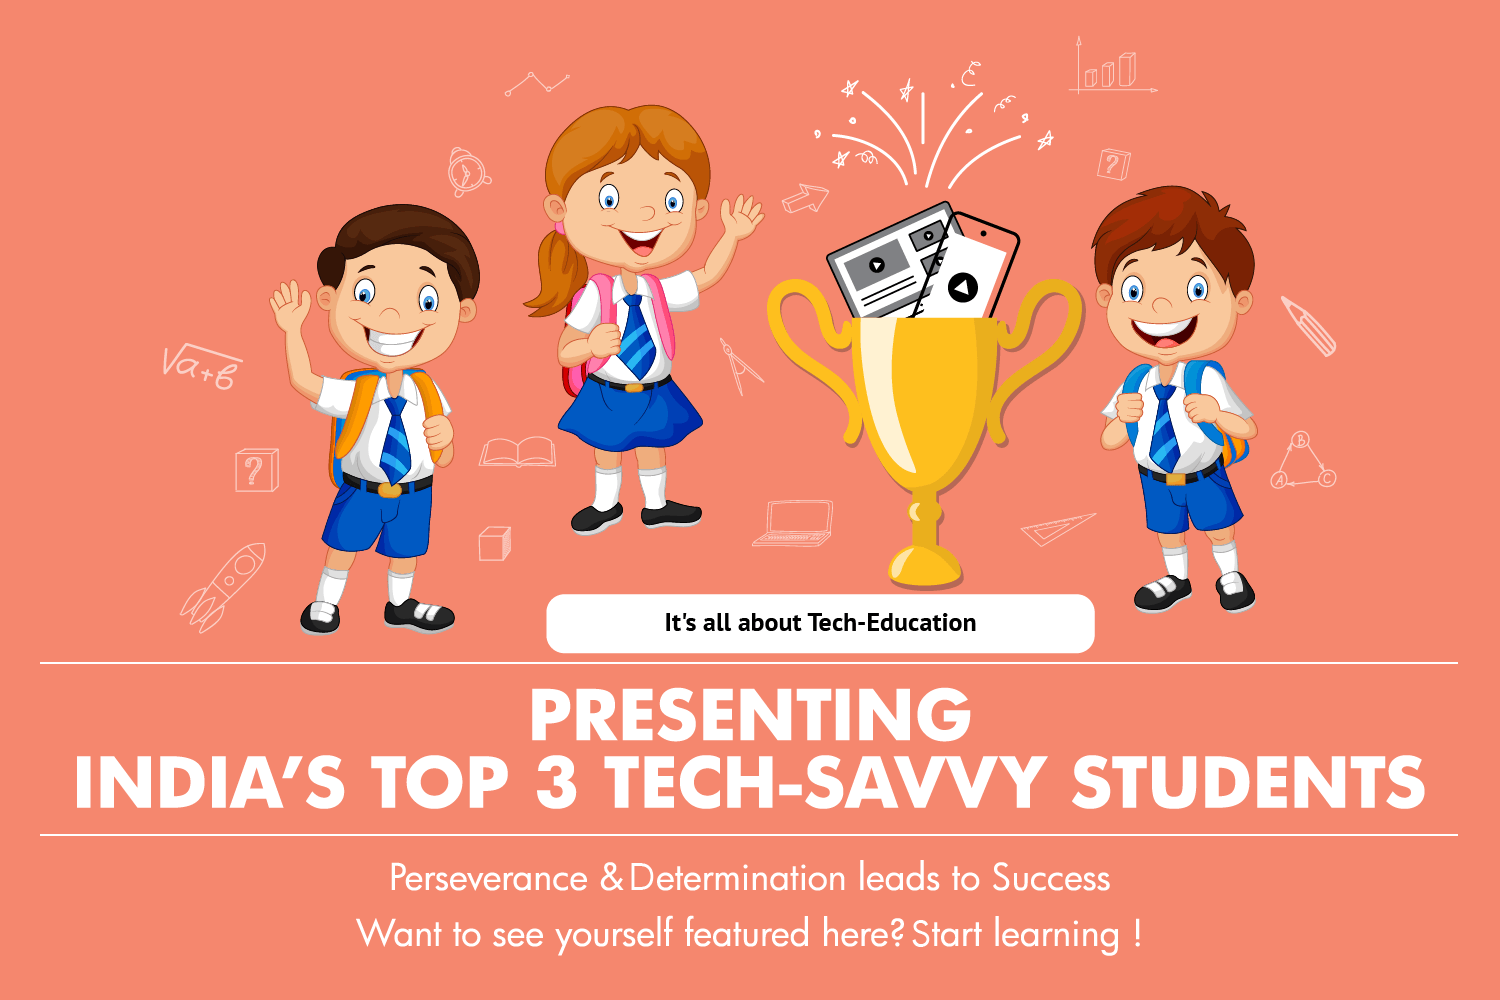 √a+b
?
?
B
A
C
It's all about Tech-Education
PRESENTING
INDIA’S TOP 3 TECH-SAVVY STUDENTS
Perseverance & Determination leads to Success
Want to see yourself featured here? Start learning !